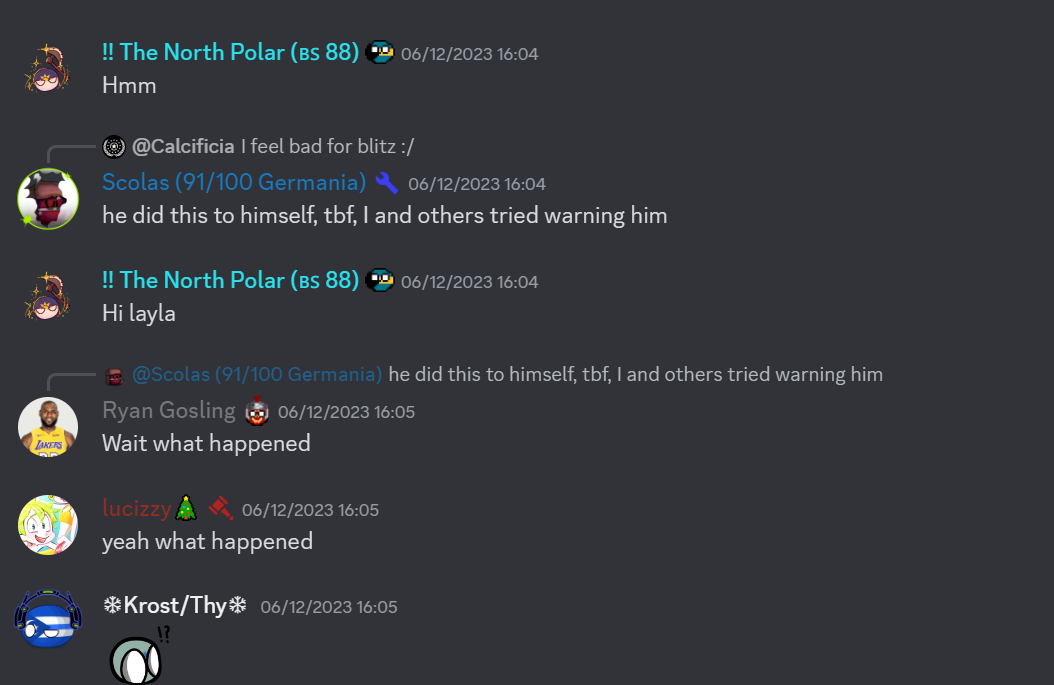 !! The North Polar (BS 88) 06/12/2023 16:04
Hmm
@Calcificia I feel bad for blitz :/
Scolas (91/100 Germania) 06/12/2023 16:04
he did this to himself, tbf, I and others tried warning him
!! The North Polar (BS 88) 06/12/2023 16:04
Hi layla
@Scolas (91/100 Germania) he did this to himself, tbf, I and others tried warning him
Ryan Gosling 06/12/2023 16:05
Wait what happened
LAKERS
lucizzy🎄 06/12/2023 16:05
yeah what happened
❄Krost/Thy❄ 06/12/2023 16:05
!?